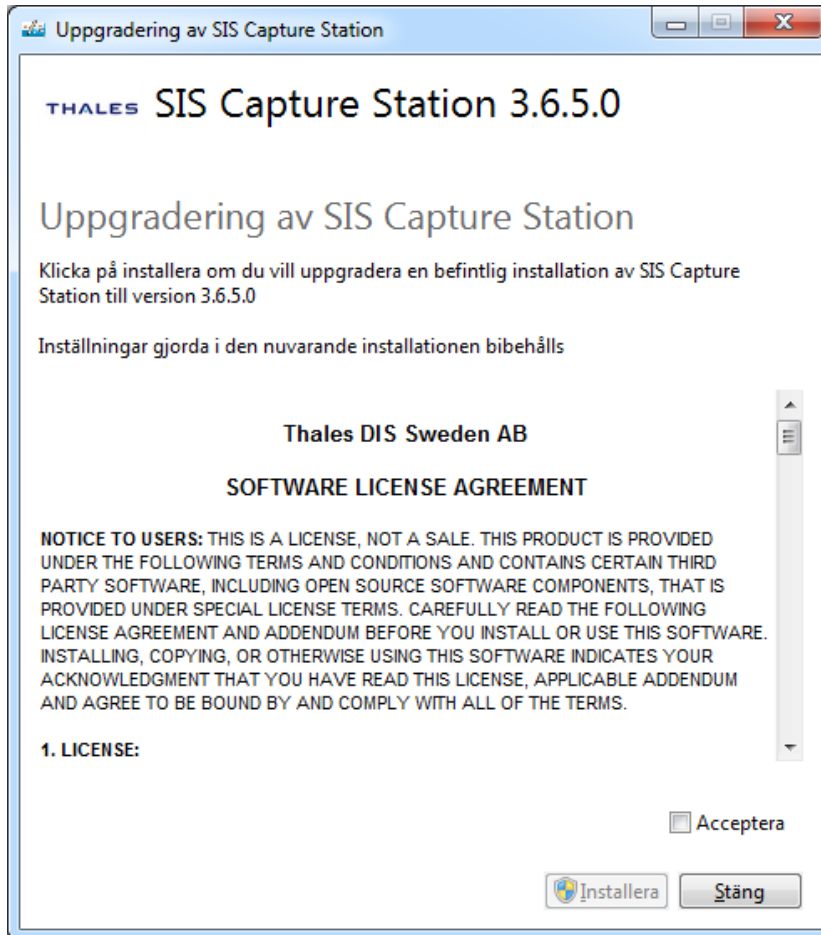 Uppgradering av SIS Capture Station
THALES SIS Capture Station 3.6.5.0
Uppgradering av SIS Capture Station
Klicka på installera om du vill uppgradera en befintlig installation av SIS Capture
Station till version 3.6.5.0
Inställningar gjorda i den nuvarande installationen bibehålls
Thales DIS Sweden AB
SOFTWARE LICENSE AGREEMENT
NOTICE TO USERS: THIS IS A LICENSE, NOT A SALE. THIS PRODUCT IS PROVIDED
UNDER THE FOLLOWING TERMS AND CONDITIONS AND CONTAINS CERTAIN THIRD
PARTY SOFTWARE, INCLUDING OPEN SOURCE SOFTWARE COMPONENTS, THAT IS
PROVIDED UNDER SPECIAL LICENSE TERMS. CAREFULLY READ THE FOLLOWING
LICENSE AGREEMENT AND ADDENDUM BEFORE YOU INSTALL OR USE THIS SOFTWARE.
INSTALLING, COPYING, OR OTHERWISE USING THIS SOFTWARE INDICATES YOUR
ACKNOWLEDGMENT THAT YOU HAVE READ THIS LICENSE, APPLICABLE ADDENDUM
AND AGREE TO BE BOUND BY AND COMPLY WITH ALL OF THE TERMS.
1. LICENSE:
Acceptera
Installera Stäng